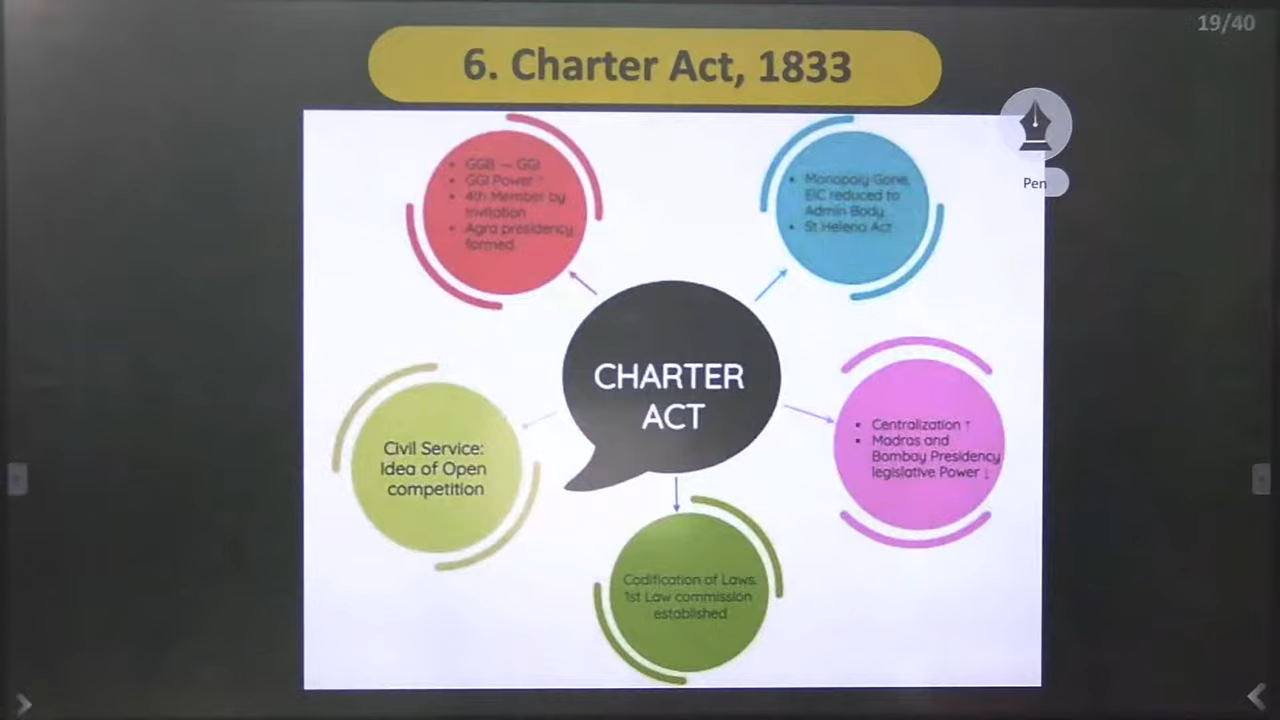 19/40
6. Charter Act, 1833
Pen
• GGB – GGI
• GGI Power ↑
• 4th Member by
Invitation
• Agra presidency
formed
• Monopoly Gone,
EIC reduced to
Admin Body
• St Helena Act
CHARTER
ACT
Civil Service:
Idea of Open
competition
• Centralization ↑
• Madras and
Bombay Presidency
legislative Power ↓
Codification of Laws.
1st Law commission
established